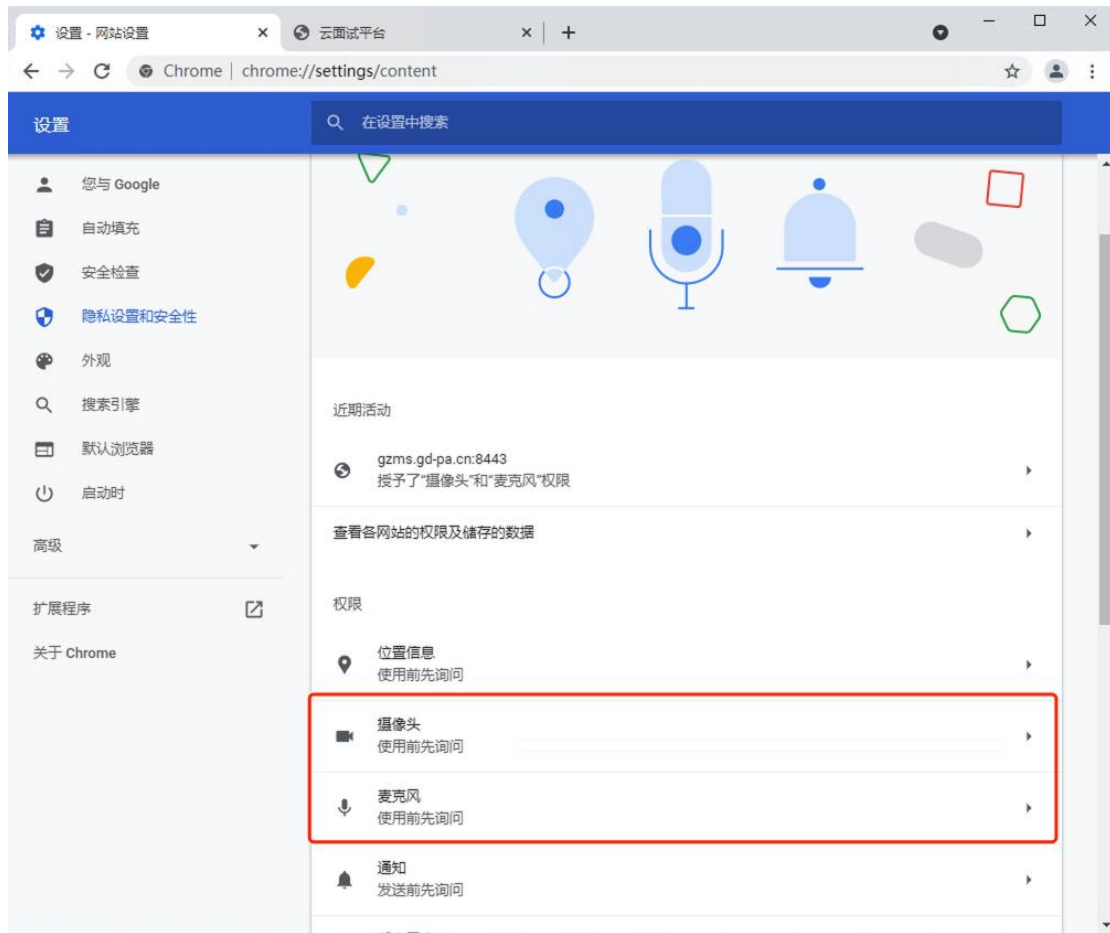 设置 - 网站设置
云面试平台
Chrome | chrome://settings/content
设置
在设置中搜索
您与 Google
自动填充
安全检查
隐私设置和安全性
外观
搜索引擎
默认浏览器
启动时
高级
扩展程序
关于 Chrome
近期活动
gzms.gd-pa.cn:8443
授予了“摄像头”和“麦克风”权限
查看各网站的权限及储存的数据
权限
位置信息
使用前先询问
摄像头
使用前先询问
麦克风
使用前先询问
通知
发送前先询问